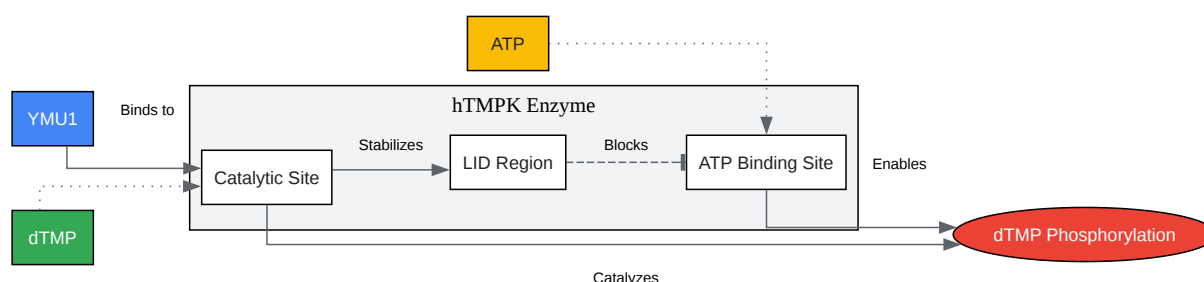 ATP
hTMPK Enzyme
YMU1
Binds to
Stabilizes
LID Region
Blocks
ATP Binding Site
Enables
Catalytic Site
dTMP
dTMP Phosphorylation
Catalyzes